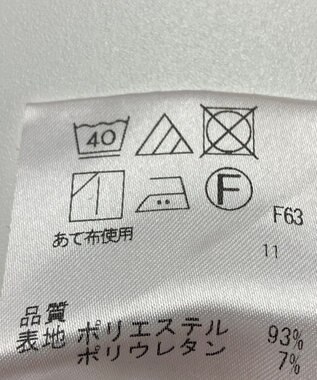 40
F
F63
あて布使用
11
品質
表地 ポリエステル 93%
ポリウレタン 7%